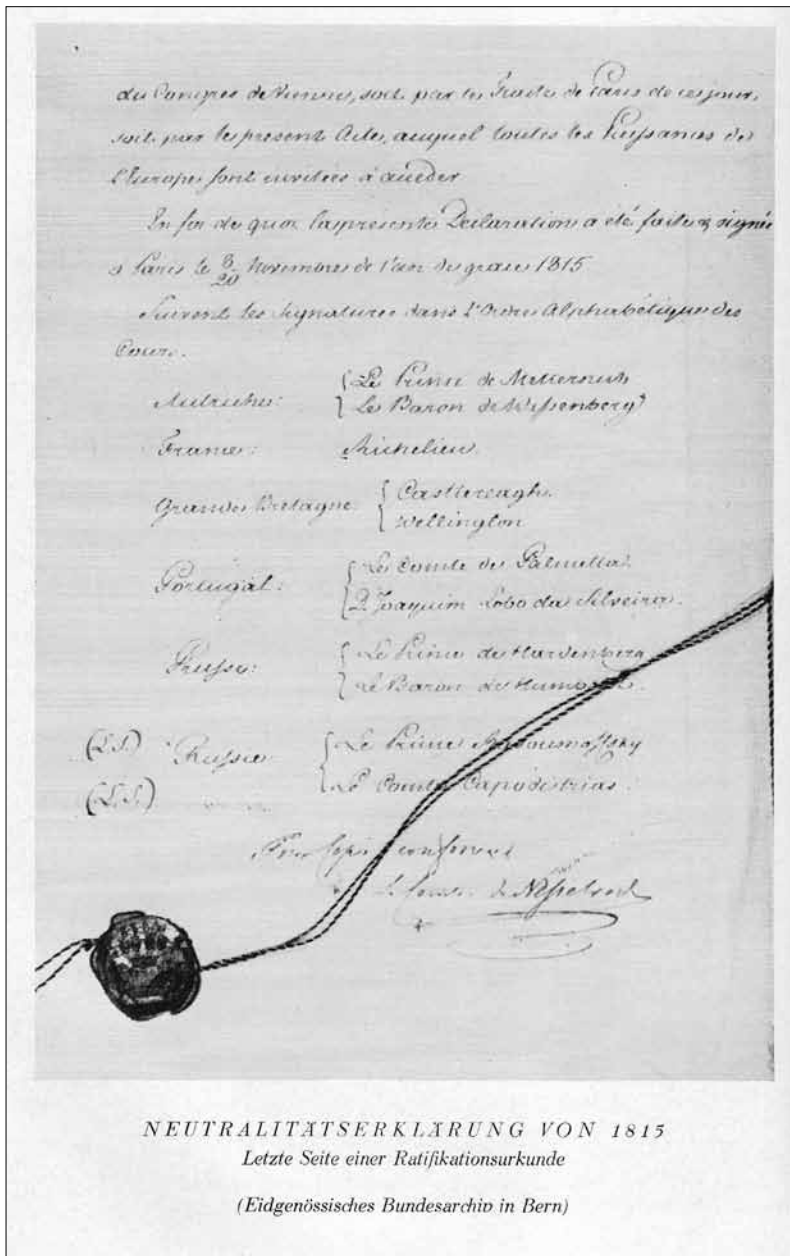 du Congrès de Vienne, soit par le Traité de Paris de ce jour,
soit par le présent Acte, auquel toutes les Puissances de
l'Europe sont invitées à accéder
En foi de quoi la présente Déclaration a été faite & signée
à Paris le 8/20 Novembre de l'an de grace 1815
Suivent les signatures dans l'Ordre Alphabétique des
Cours.
Autriche: Le Prince de Metternich
Le Baron de Wessenberg
France: Richelieu.
Grande Bretagne Castlereagh.
Wellington
Portugal: Le Comte de Palmella.
D. Joaquim Lobo da Silveira.
Prusse: Le Prince de Hardenberg
Le Baron de Humboldt.
(L.S.) Russie Le Prince Rasoumoffsky
(L.S.) Le Comte Capodistrias.
Pour Copie conforme
Le Comte de Nesselrode
NEUTRALITÄTSERKLÄRUNG VON 1815
Letzte Seite einer Ratifikationsurkunde
(Eidgenössisches Bundesarchiv in Bern)